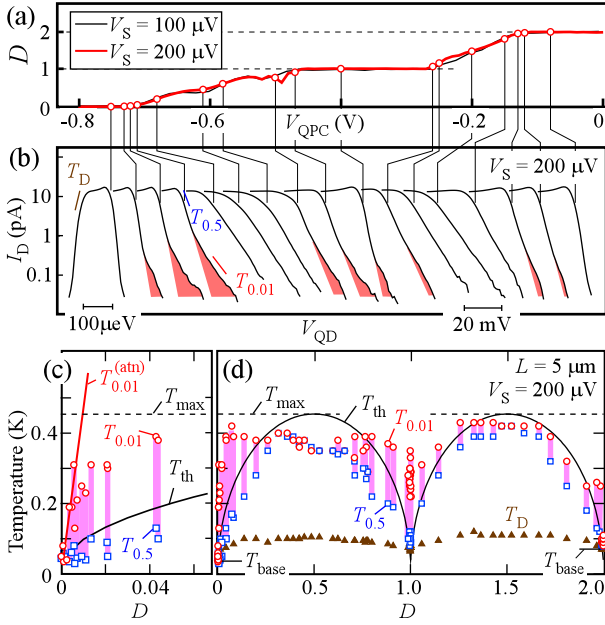 (a)
V_S = 100 µV
V_S = 200 µV
D
2
1
0
-0.8
-0.6
V_QPC (V)
-0.4
-0.2
0
(b)
V_S = 200 µV
T_D
T_0.5
T_0.01
I_D (pA)
10
1
0.1
100µeV
V_QD
20 mV
(c)
T_0.01^(atn)
T_max
T_0.01
T_th
T_0.5
T_base
Temperature (K)
0.4
0.2
0
0
0.04
D
(d)
L = 5 µm
V_S = 200 µV
T_max
T_th
T_0.01
T_0.5
T_D
T_base
T_base
0
0.5
1.0
1.5
2.0
D